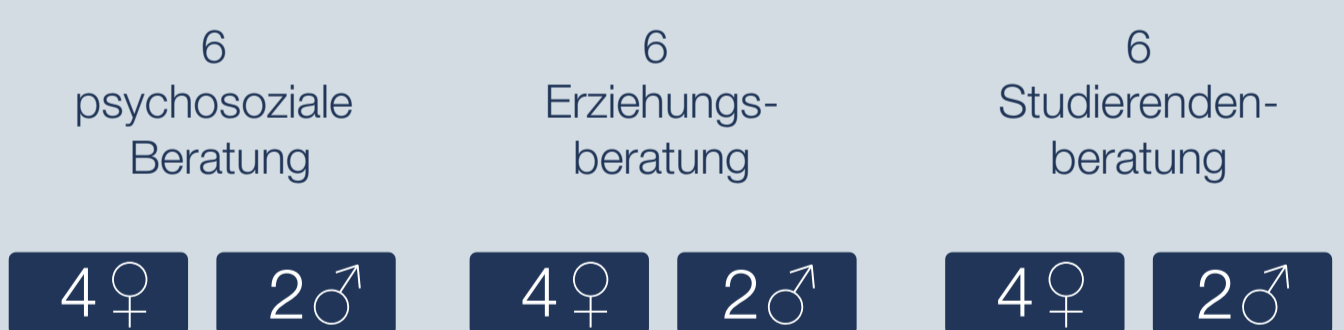 6
psychosoziale
Beratung
6
Erziehungs-
beratung
6
Studierenden-
beratung
4♀ 2♂ 4♀ 2♂ 4♀ 2♂